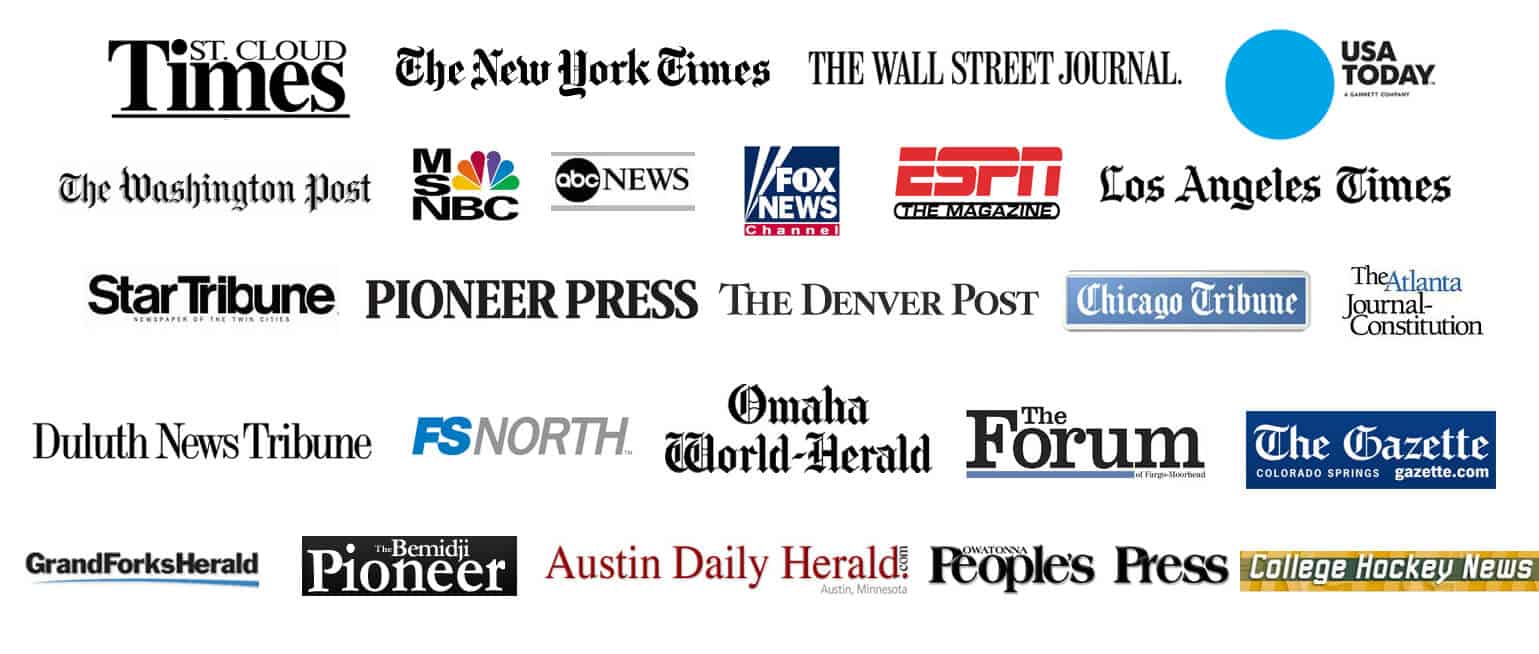 ST. CLOUD
Times
The New York Times
THE WALL STREET JOURNAL.
USA
TODAY
A GANNETT COMPANY
The Washington Post
MSNBC
abc NEWS
FOX
NEWS
Channel
ESPN
THE MAGAZINE
Los Angeles Times
StarTribune
NEWSPAPER OF THE TWIN CITIES
PIONEER PRESS
THE DENVER POST
Chicago Tribune
The Atlanta
Journal-
Constitution
Duluth News Tribune
FS NORTH™
Omaha
World-Herald
The
Forum
of Fargo-Moorhead
The Gazette
COLORADO SPRINGS gazette.com
GrandForksHerald
The Bemidji
Pioneer
Austin Daily Herald.com
Austin, Minnesota
OWATONNA
People's Press
College Hockey News